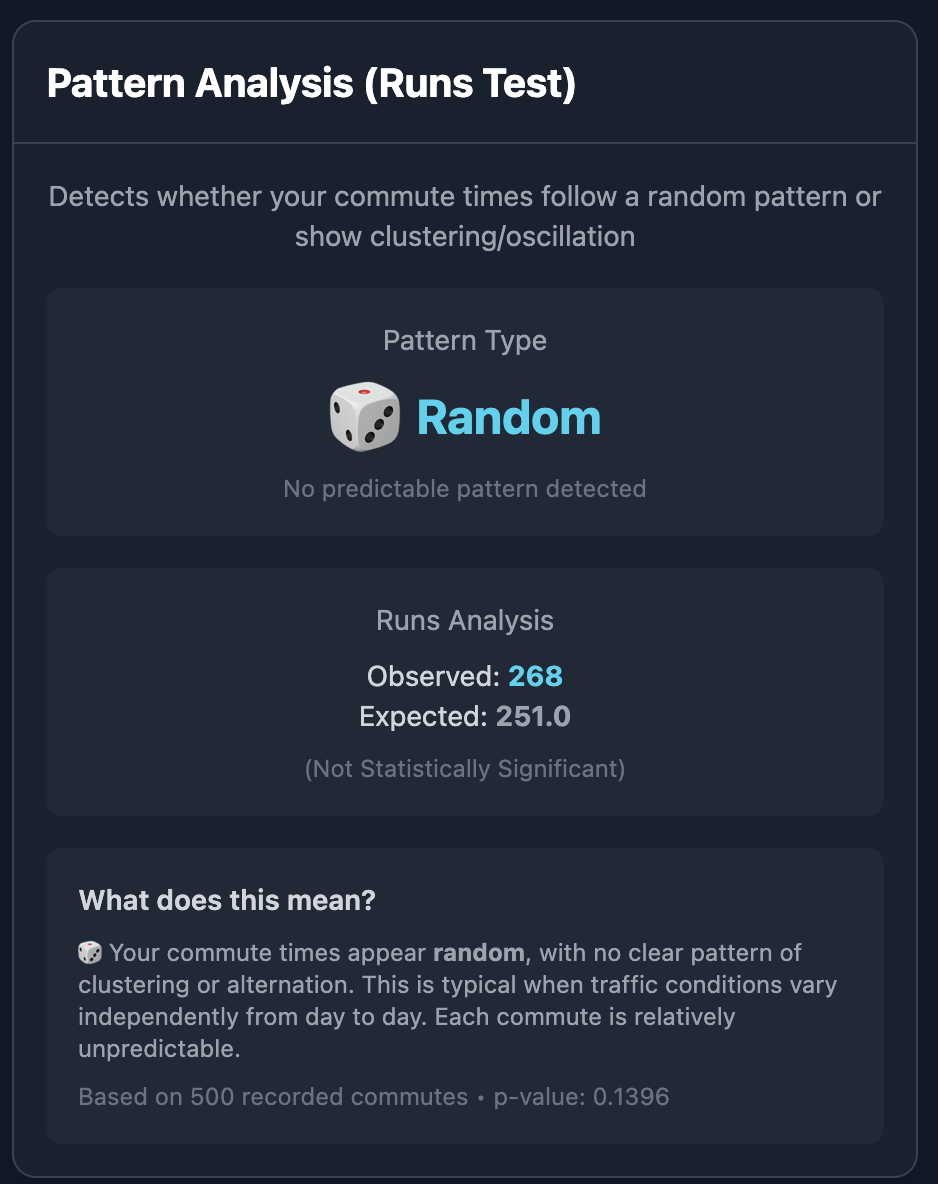 Pattern Analysis (Runs Test)
Detects whether your commute times follow a random pattern or
show clustering/oscillation
Pattern Type
🎲 Random
No predictable pattern detected
Runs Analysis
Observed: 268
Expected: 251.0
(Not Statistically Significant)
What does this mean?
🎲 Your commute times appear random, with no clear pattern of
clustering or alternation. This is typical when traffic conditions vary
independently from day to day. Each commute is relatively
unpredictable.
Based on 500 recorded commutes • p-value: 0.1396